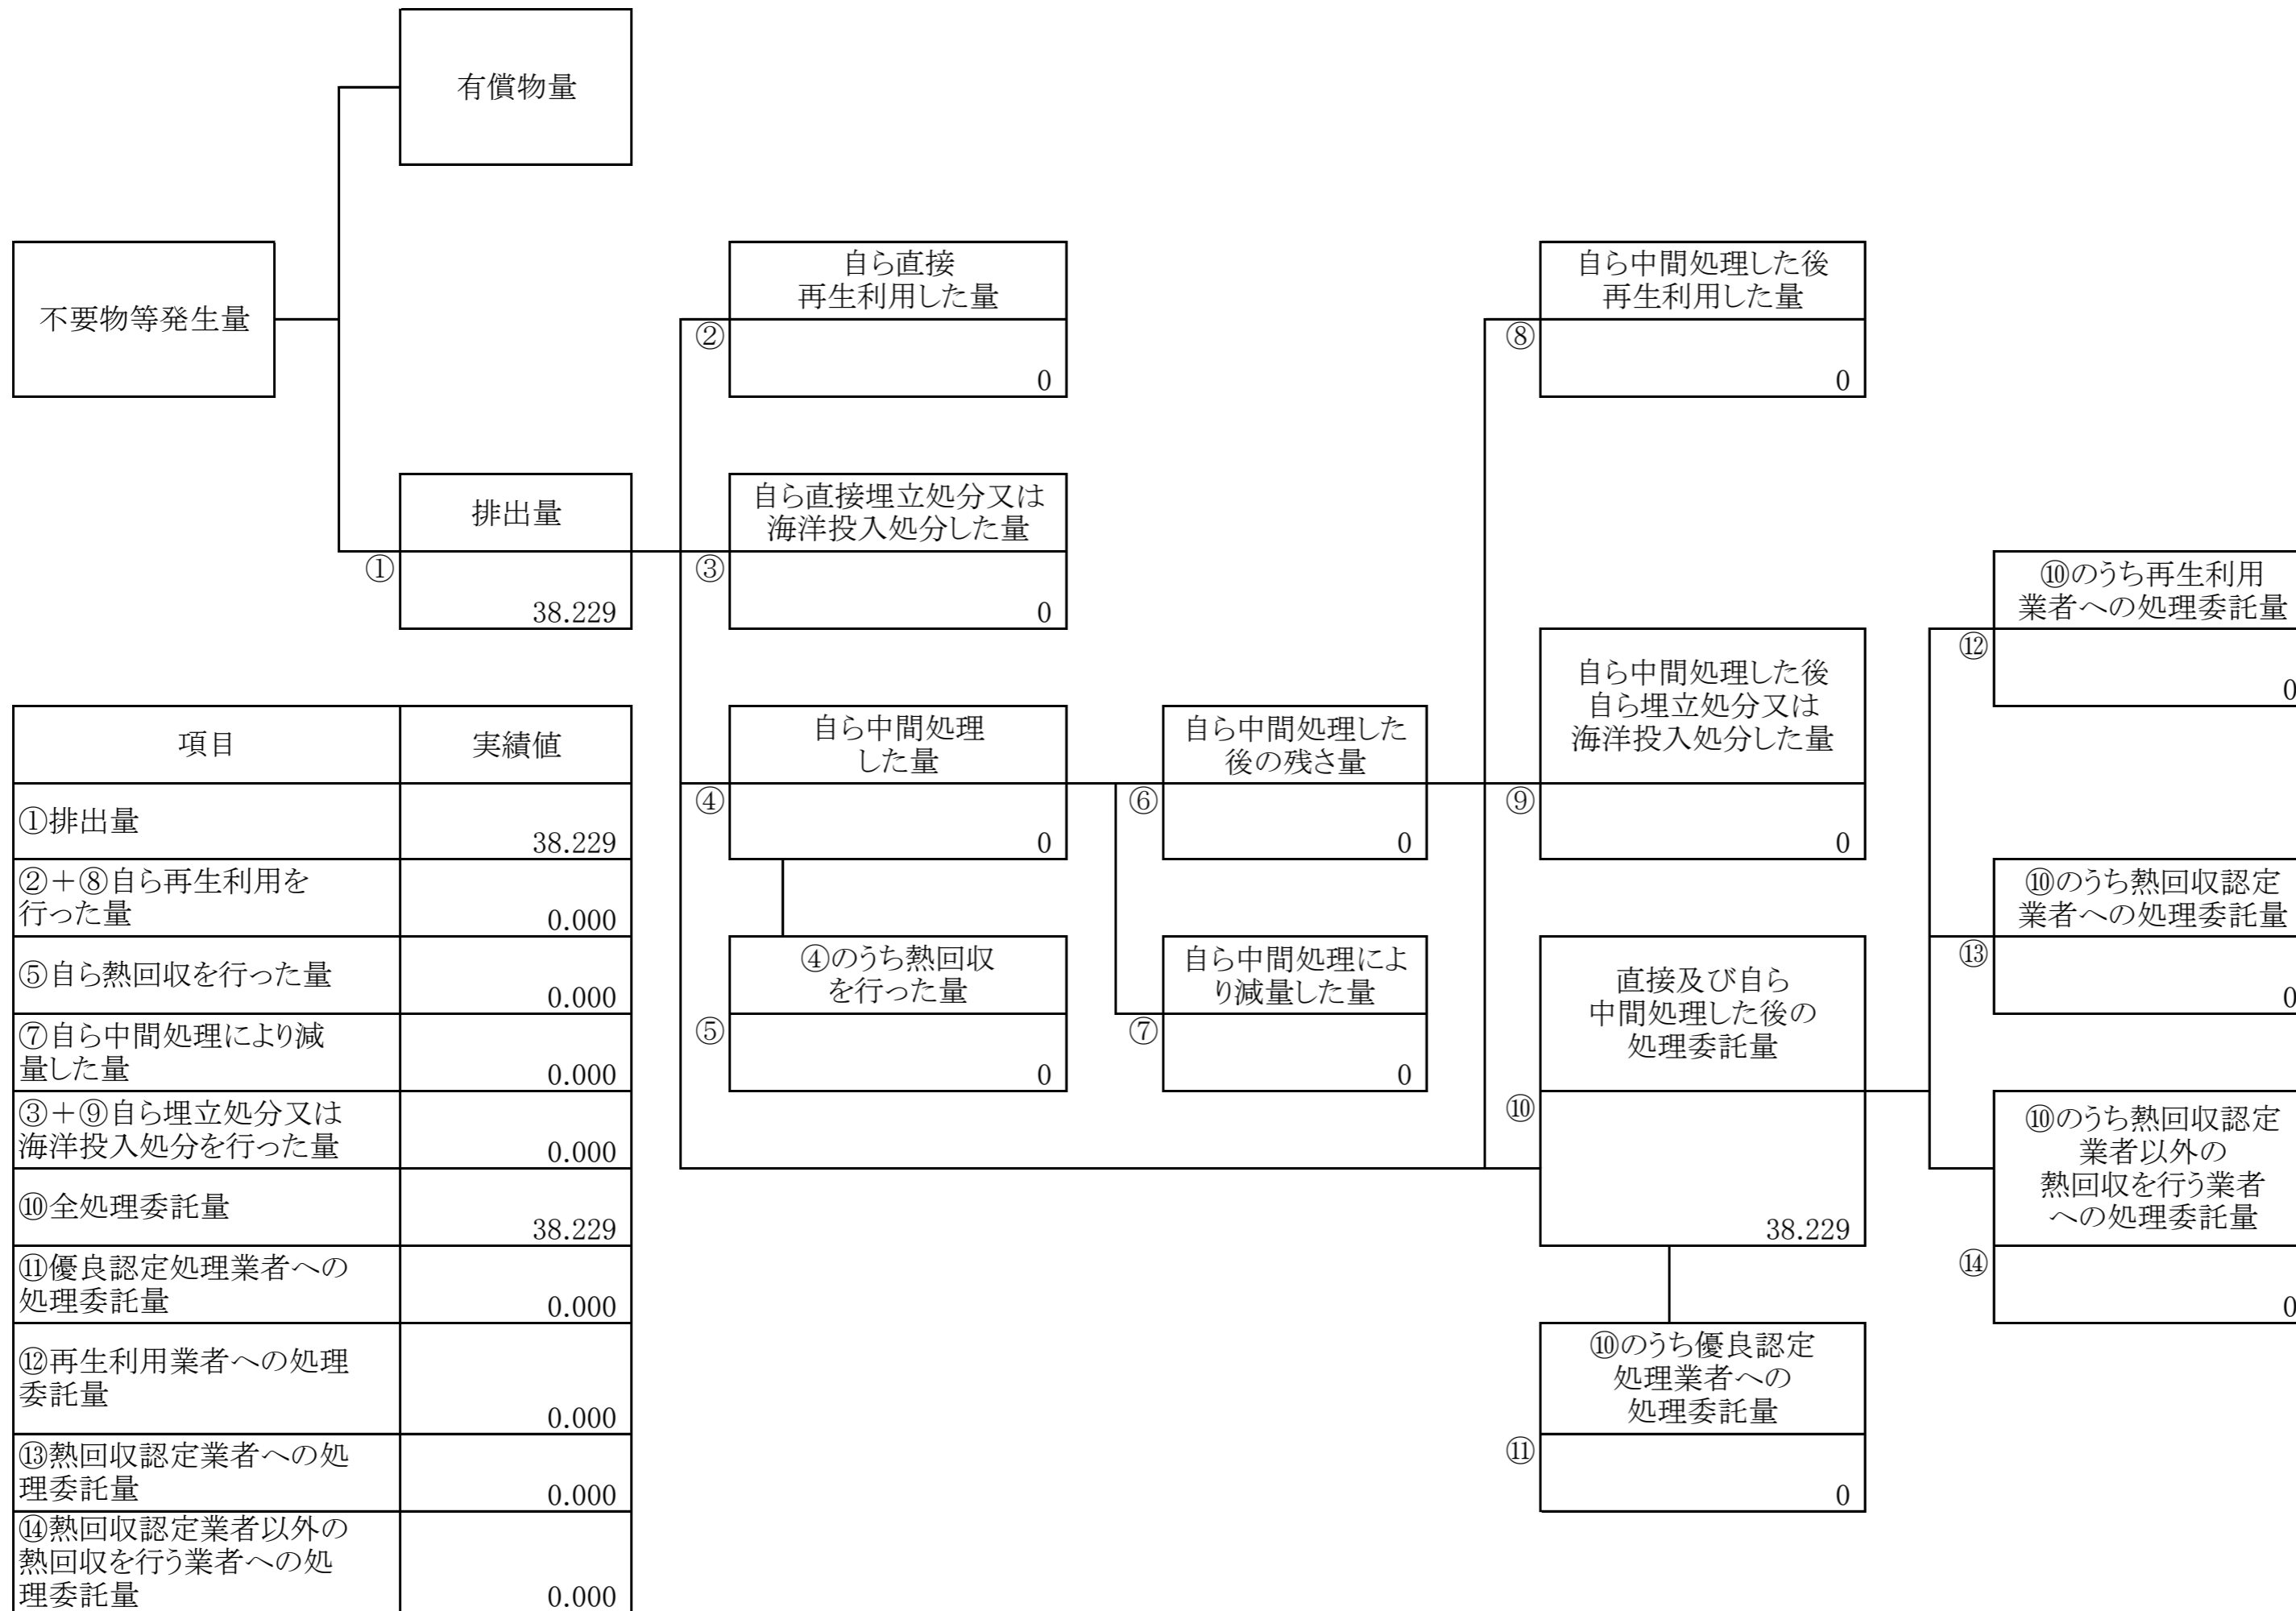 有償物量
不要物等発生量
排出量
①
38.229
自ら直接
再生利用した量
②
0
自ら直接埋立処分又は
海洋投入処分した量
③
0
自ら中間処理
した量
④
0
④のうち熱回収
を行った量
⑤
0
自ら中間処理した
後の残さ量
⑥
0
自ら中間処理によ
り減量した量
⑦
0
自ら中間処理した後
再生利用した量
⑧
0
自ら中間処理した後
自ら埋立処分又は
海洋投入処分した量
⑨
0
直接及び自ら
中間処理した後の
処理委託量
⑩
38.229
⑩のうち優良認定
処理業者への
処理委託量
⑪
0
⑩のうち再生利用
業者への処理委託量
⑫
0
⑩のうち熱回収認定
業者への処理委託量
⑬
0
⑩のうち熱回収認定
業者以外の
熱回収を行う業者
への処理委託量
⑭
0
項目 実績値
①排出量
38.229
②+⑧自ら再生利用を
行った量 0.000
⑤自ら熱回収を行った量
0.000
⑦自ら中間処理により減
量した量 0.000
③+⑨自ら埋立処分又は
海洋投入処分を行った量 0.000
⑩全処理委託量
38.229
⑪優良認定処理業者への
処理委託量 0.000
⑫再生利用業者への処理
委託量
0.000
⑬熱回収認定業者への処
理委託量 0.000
⑭熱回収認定業者以外の
熱回収を行う業者への処
理委託量 0.000